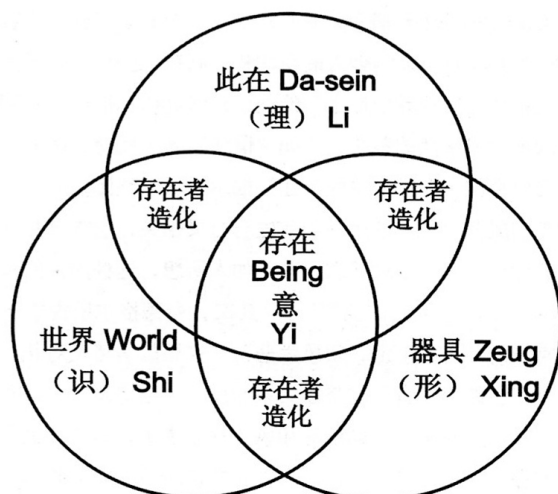 此在 Da-sein
（理） Li
存在者
造化
存在者
造化
存在
Being
意
Yi
世界 World
（识） Shi
器具 Zeug
（形） Xing
存在者
造化